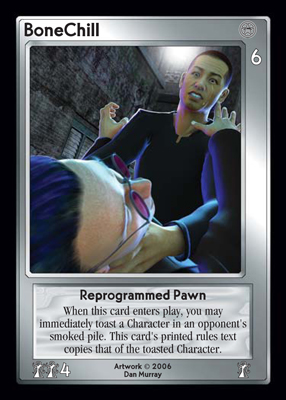 BoneChill
6
Reprogrammed Pawn
When this card enters play, you may
immediately toast a Character in an opponent's
smoked pile. This card's printed rules text
copies that of the toasted Character.
4
Artwork © 2006
Dan Murray